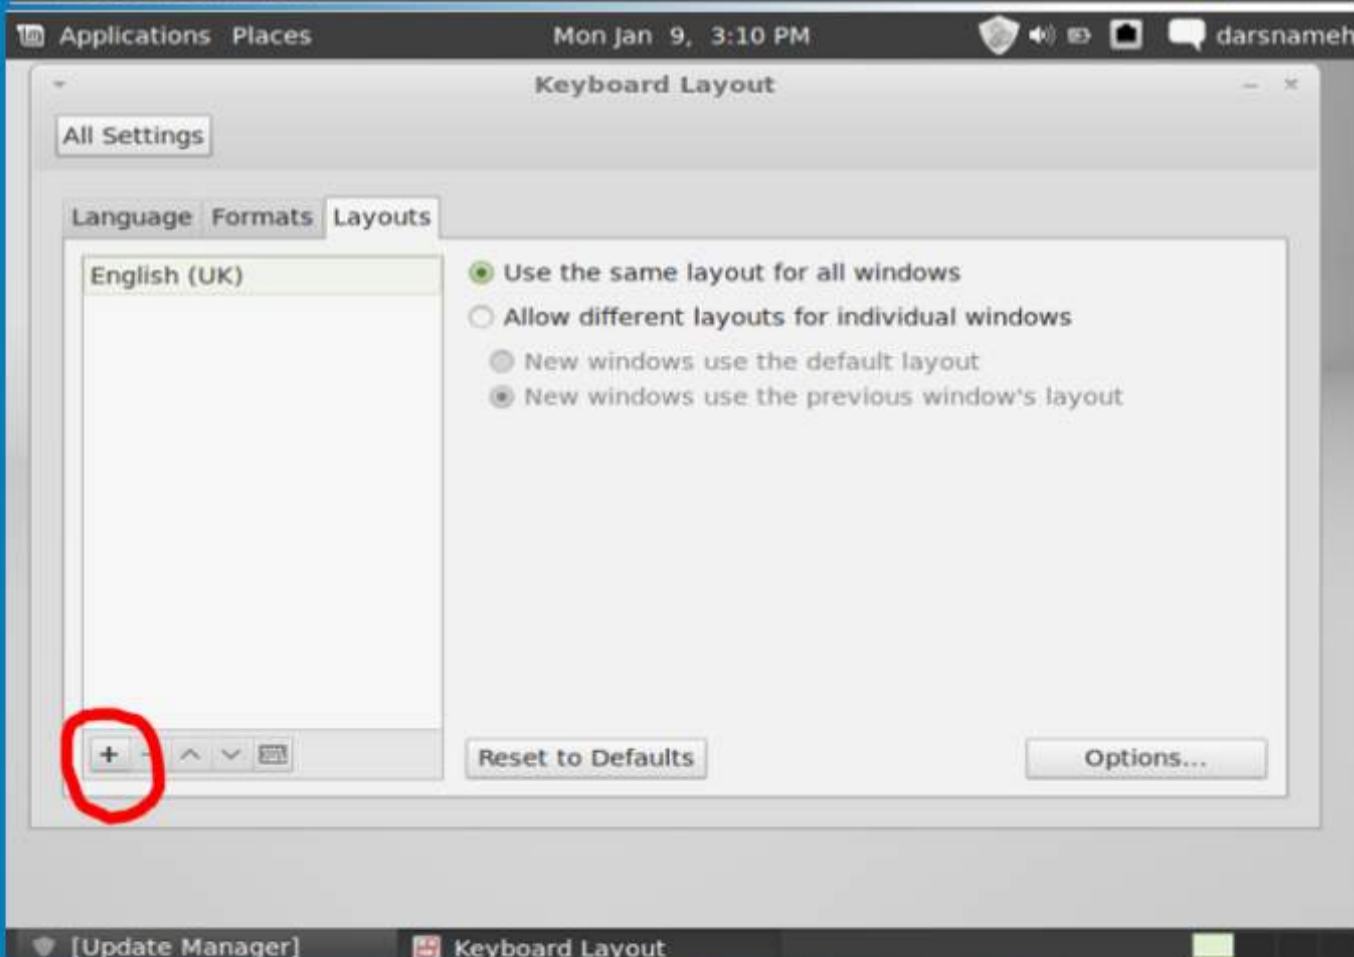 Applications Places Mon Jan 9, 3:10 PM darsnameh
Keyboard Layout
All Settings
Language Formats Layouts
English (UK)
Use the same layout for all windows
Allow different layouts for individual windows
New windows use the default layout
New windows use the previous window's layout
Reset to Defaults Options...
[Update Manager] Keyboard Layout